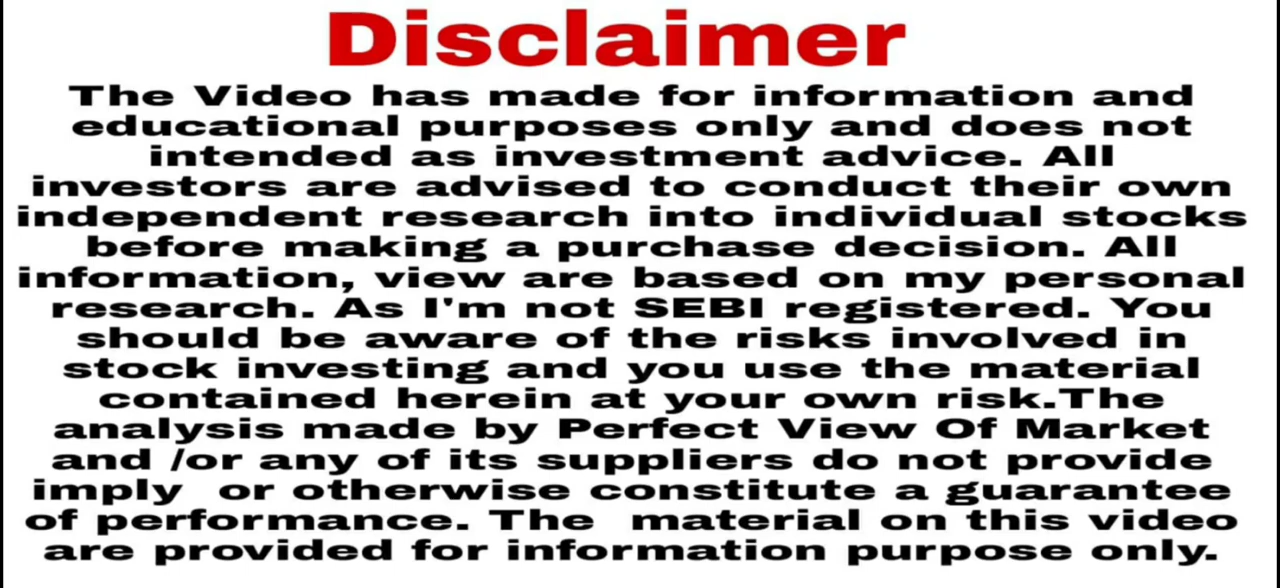 Disclaimer
The Video has made for information and
educational purposes only and does not
intended as investment advice. All
investors are advised to conduct their own
independent research into individual stocks
before making a purchase decision. All
information, view are based on my personal
research. As I'm not SEBI registered. You
should be aware of the risks involved in
stock investing and you use the material
contained herein at your own risk.The
analysis made by Perfect View Of Market
and /or any of its suppliers do not provide
imply  or otherwise constitute a guarantee
of performance. The  material on this video
are provided for information purpose only.